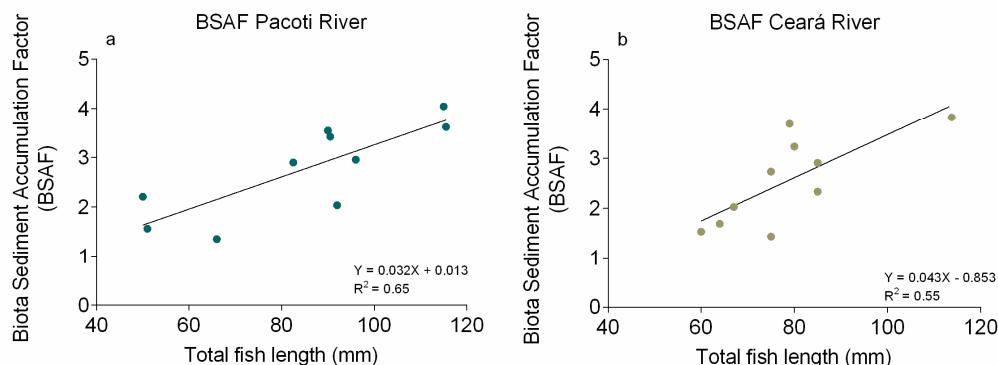 BSAF Pacoti River
a
Biota Sediment Accumulation Factor
(BSAF)
5
4
3
2
1
0
Y = 0.032X + 0.013
R² = 0.65
40 60 80 100 120
Total fish length (mm)
BSAF Ceará River
b
Biota Sediment Accumulation Factor
(BSAF)
5
4
3
2
1
0
Y = 0.043X - 0.853
R² = 0.55
40 60 80 100 120
Total fish length (mm)